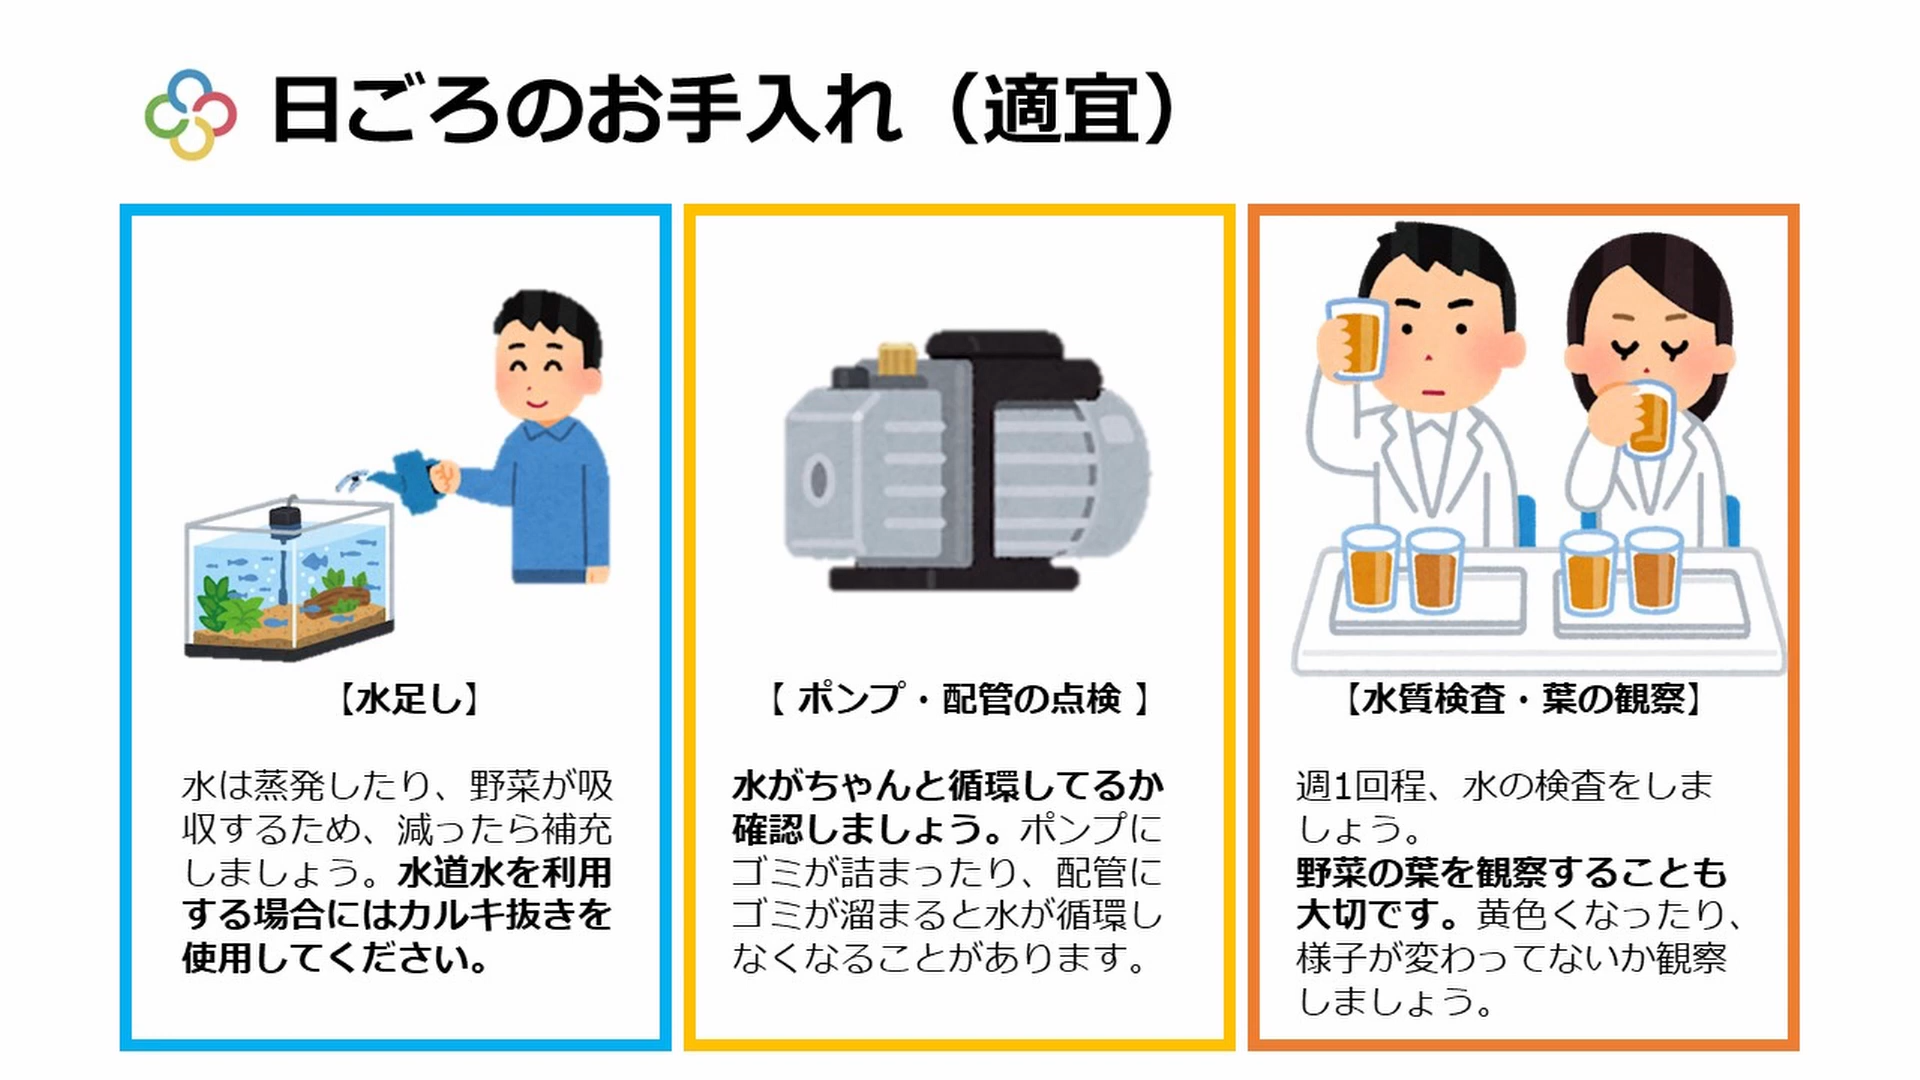 日ごろのお手入れ（適宜）
【水足し】
水は蒸発したり、野菜が吸
収するため、減ったら補充
しましょう。水道水を利用
する場合にはカルキ抜きを
使用してください。
【 ポンプ・配管の点検 】
水がちゃんと循環してるか
確認しましょう。ポンプに
ゴミが詰まったり、配管に
ゴミが溜まると水が循環し
なくなることがあります。
【水質検査・葉の観察】
週1回程、水の検査をしま
しょう。
野菜の葉を観察することも
大切です。黄色くなったり、
様子が変わってないか観察
しましょう。